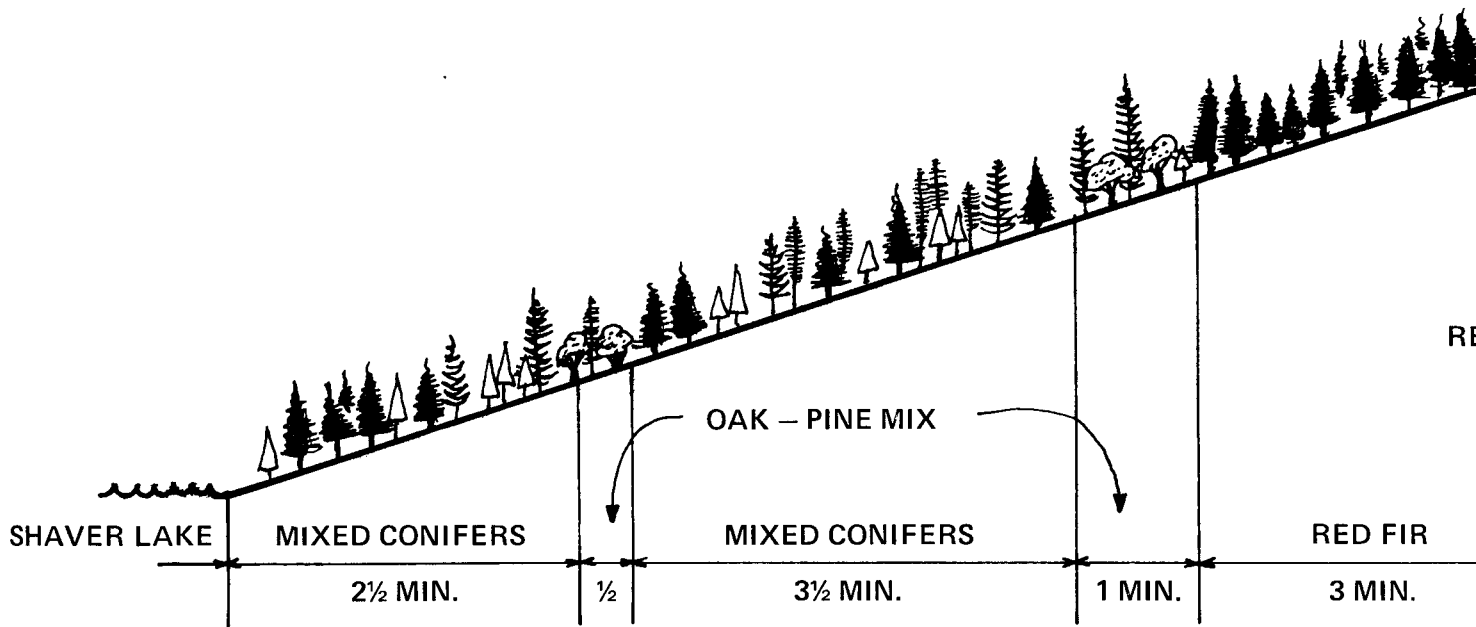 RE
OAK – PINE MIX
SHAVER LAKE MIXED CONIFERS MIXED CONIFERS RED FIR
2½ MIN. ½ 3½ MIN. 1 MIN. 3 MIN.